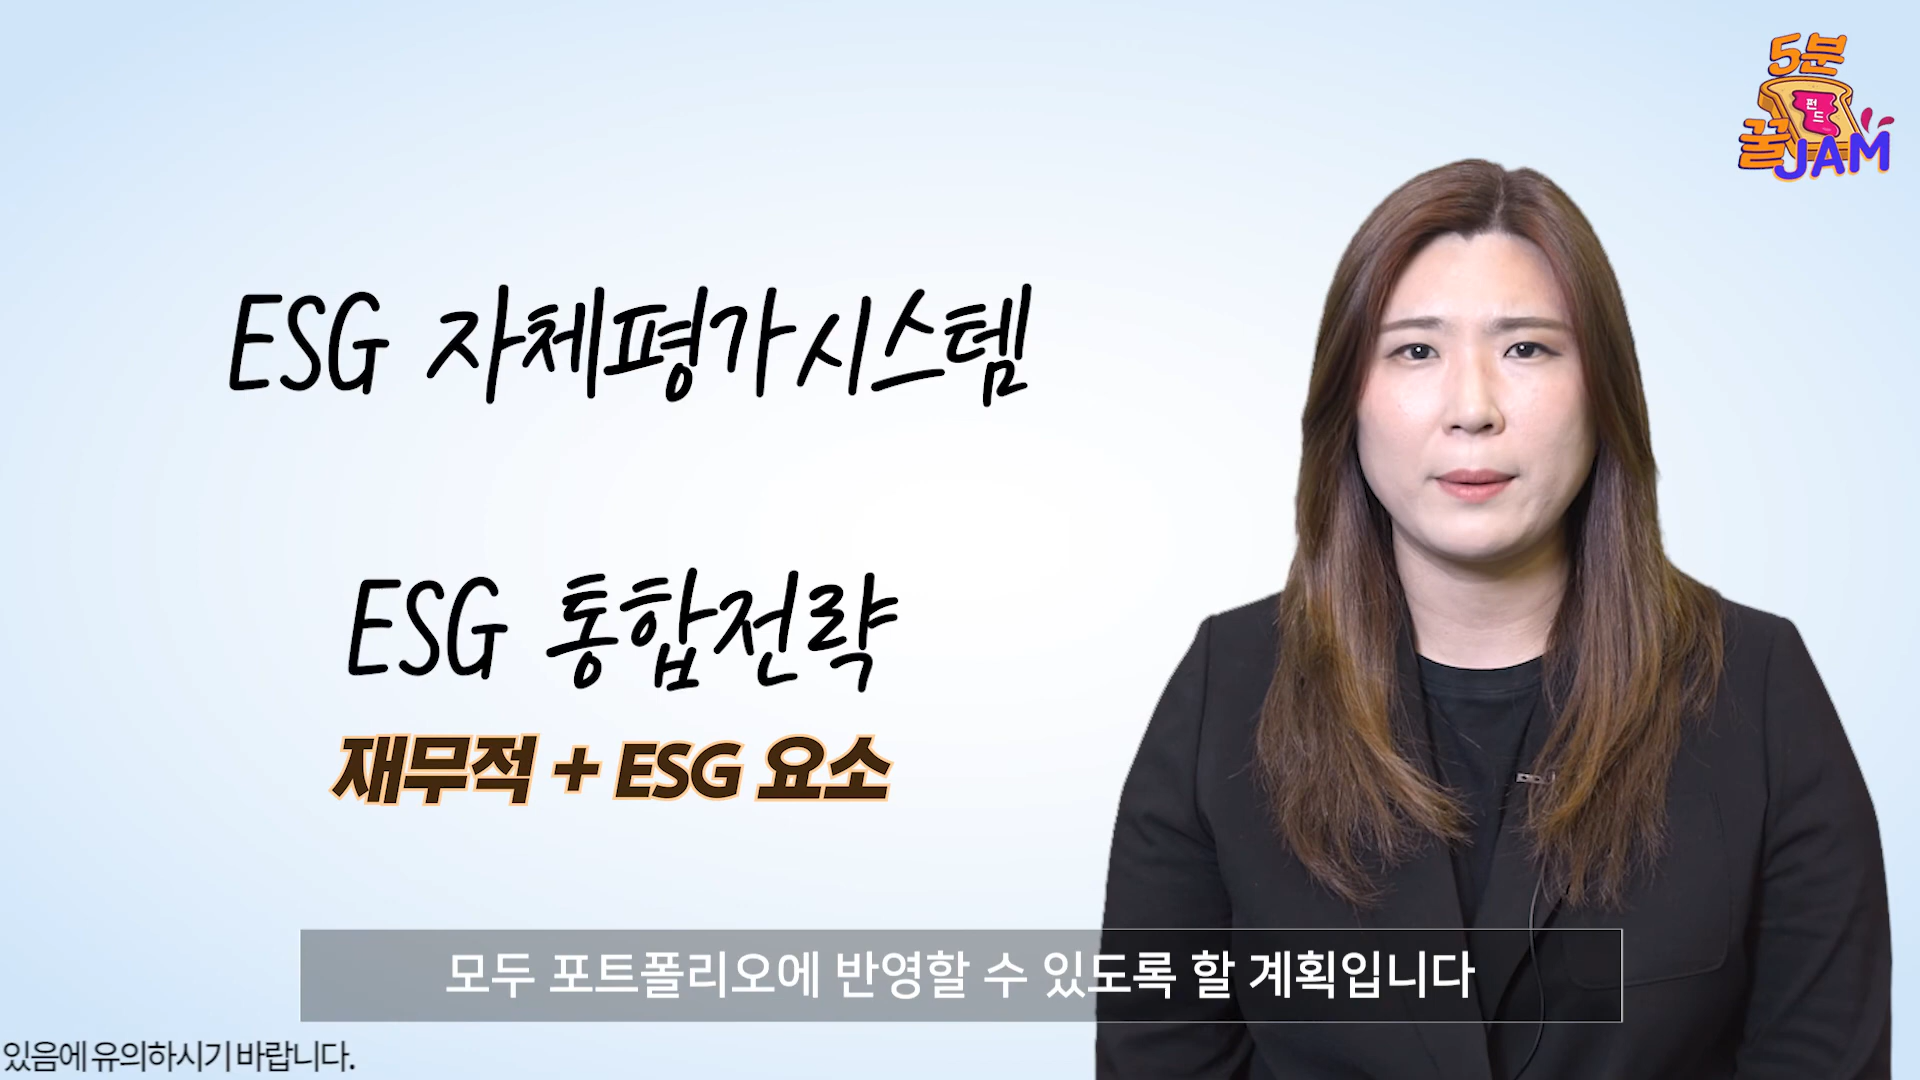 5분
펀드
꿀JAM
ESG 자체평가시스템
ESG 통합전략
재무적 + ESG 요소
모두 포트폴리오에 반영할 수 있도록 할 계획입니다
있음에 유의하시기 바랍니다.